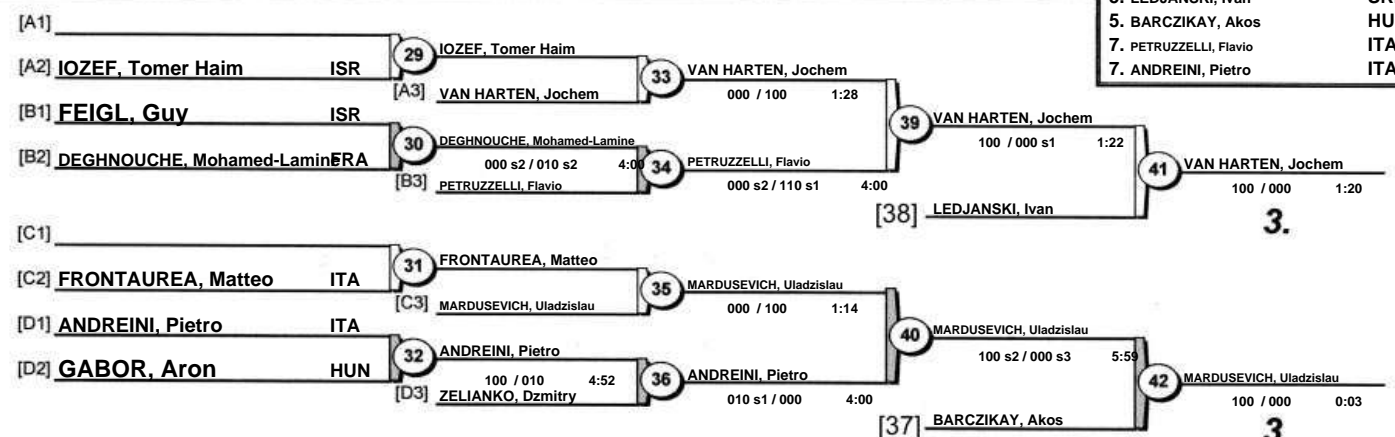 5. BARCZIKAY, Akos HUN
7. PETRUZZELLI, Flavio ITA
7. ANDREINI, Pietro ITA
[A1]
[A2] IOZEF, Tomer Haim ISR
29
IOZEF, Tomer Haim
[A3] VAN HARTEN, Jochem
33
VAN HARTEN, Jochem
000 / 100 1:28
[B1] FEIGL, Guy ISR
[B2] DEGHNOUCHE, Mohamed-Lamine FRA
30
DEGHNOUCHE, Mohamed-Lamine
000 s2 / 010 s2 4:00
[B3] PETRUZZELLI, Flavio
34
PETRUZZELLI, Flavio
000 s2 / 110 s1 4:00
39
VAN HARTEN, Jochem
100 / 000 s1 1:22
[38] LEDJANSKI, Ivan
41
VAN HARTEN, Jochem
100 / 000 1:20
3.
[C1]
[C2] FRONTAUREA, Matteo ITA
31
FRONTAUREA, Matteo
[C3] MARDUSEVICH, Uladzislau
35
MARDUSEVICH, Uladzislau
000 / 100 1:14
[D1] ANDREINI, Pietro ITA
[D2] GABOR, Aron HUN
32
ANDREINI, Pietro
100 / 010 4:52
[D3] ZELIANKO, Dzmitry
36
ANDREINI, Pietro
010 s1 / 000 4:00
40
MARDUSEVICH, Uladzislau
100 s2 / 000 s3 5:59
[37] BARCZIKAY, Akos
42
MARDUSEVICH, Uladzislau
100 / 000 0:03
3